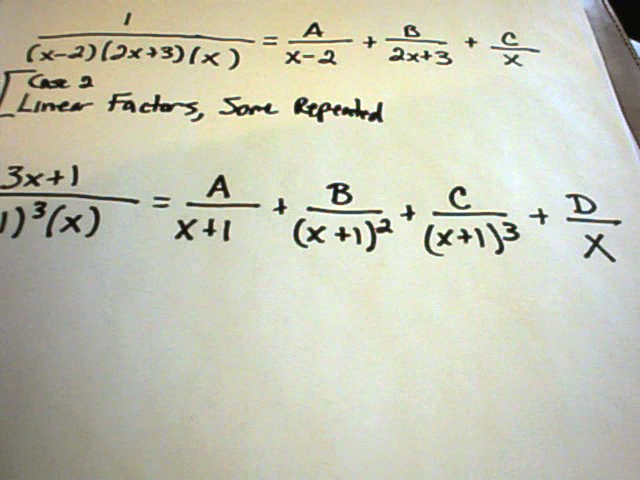 1/(x-2)(2x+3)(x) = A/x-2 + B/2x+3 + C/x
Case 2
Linear Factors, Some Repeated
3x+1/1)³(x) = A/x+1 + B/(x+1)² + C/(x+1)³ + D/x